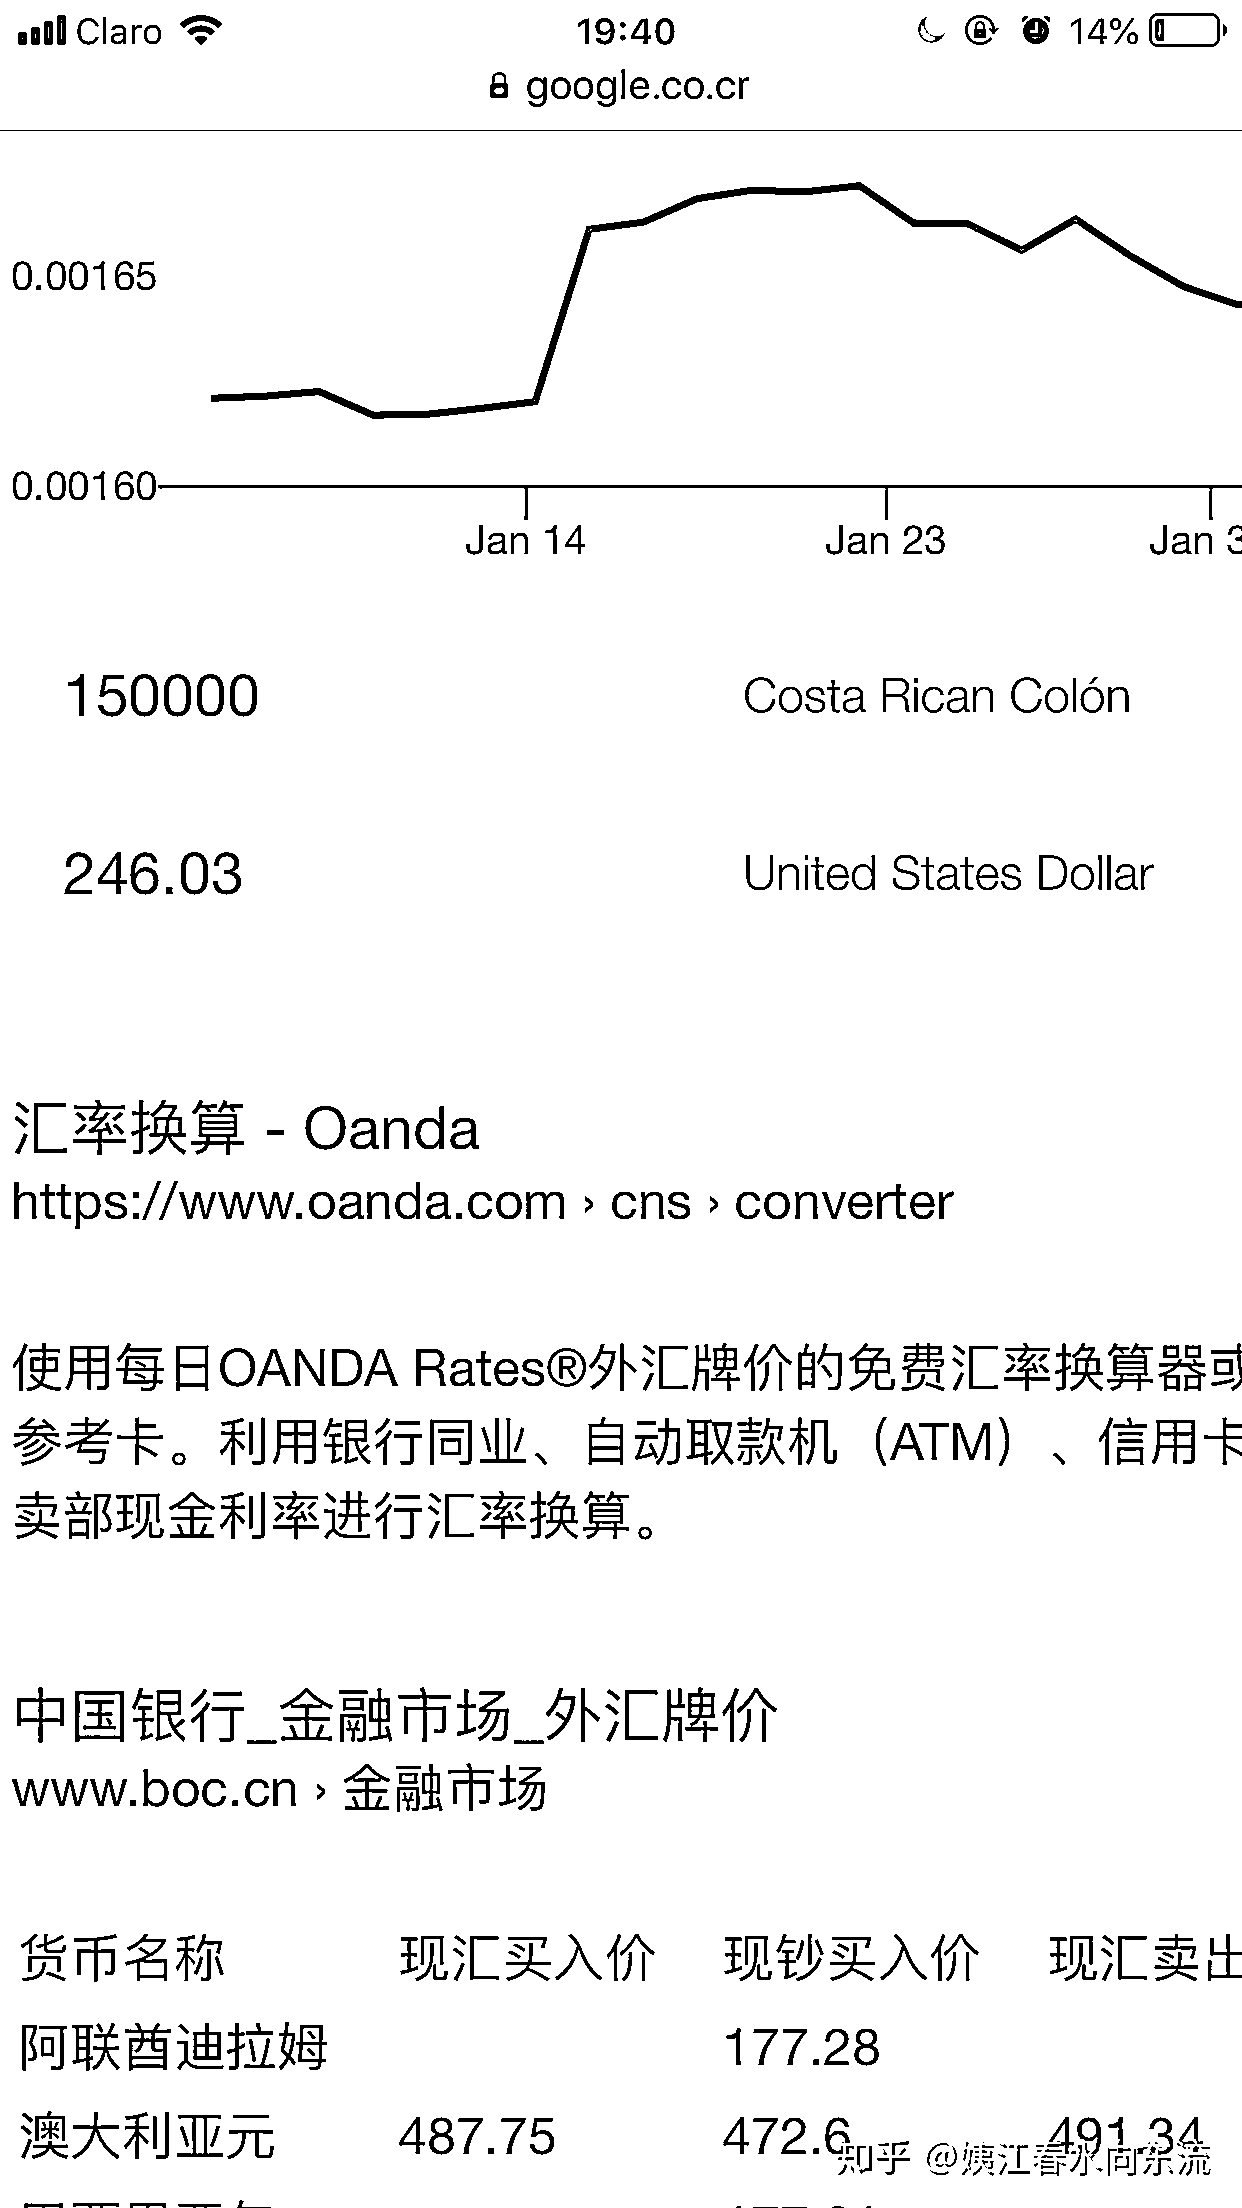 Claro 19:40 14%
google.co.cr
0.00165
0.00160
Jan 14 Jan 23 Jan 3
150000 Costa Rican Colón
246.03 United States Dollar
汇率换算 - Oanda
https://www.oanda.com › cns › converter
使用每日OANDA Rates®外汇牌价的免费汇率换算器或
参考卡。利用银行同业、自动取款机（ATM）、信用卡
卖部现金利率进行汇率换算。
中国银行_金融市场_外汇牌价
www.boc.cn › 金融市场
货币名称 现汇买入价 现钞买入价 现汇卖出
阿联酋迪拉姆 177.28
澳大利亚元 487.75 472.6 491.34
知乎 @姨江春水向东流